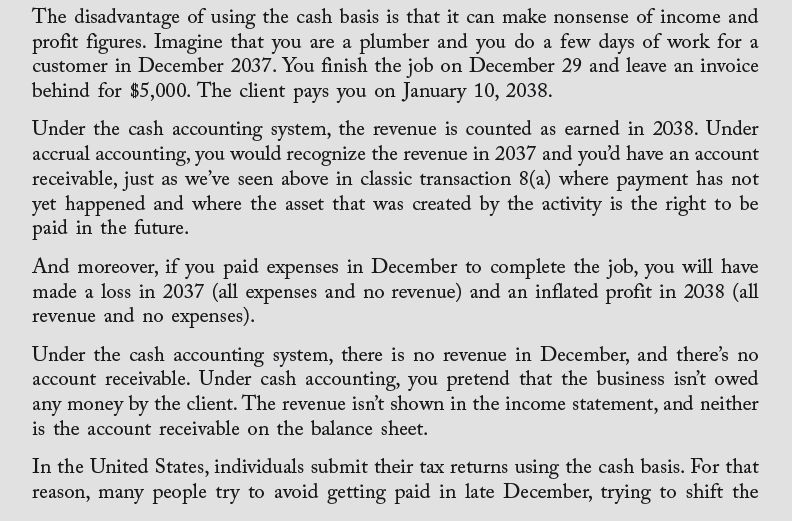 The disadvantage of using the cash basis is that it can make nonsense of income and
profit figures. Imagine that you are a plumber and you do a few days of work for a
customer in December 2037. You finish the job on December 29 and leave an invoice
behind for $5,000. The client pays you on January 10, 2038.
Under the cash accounting system, the revenue is counted as earned in 2038. Under
accrual accounting, you would recognize the revenue in 2037 and you’d have an account
receivable, just as we’ve seen above in classic transaction 8(a) where payment has not
yet happened and where the asset that was created by the activity is the right to be
paid in the future.
And moreover, if you paid expenses in December to complete the job, you will have
made a loss in 2037 (all expenses and no revenue) and an inflated profit in 2038 (all
revenue and no expenses).
Under the cash accounting system, there is no revenue in December, and there’s no
account receivable. Under cash accounting, you pretend that the business isn’t owed
any money by the client. The revenue isn’t shown in the income statement, and neither
is the account receivable on the balance sheet.
In the United States, individuals submit their tax returns using the cash basis. For that
reason, many people try to avoid getting paid in late December, trying to shift the